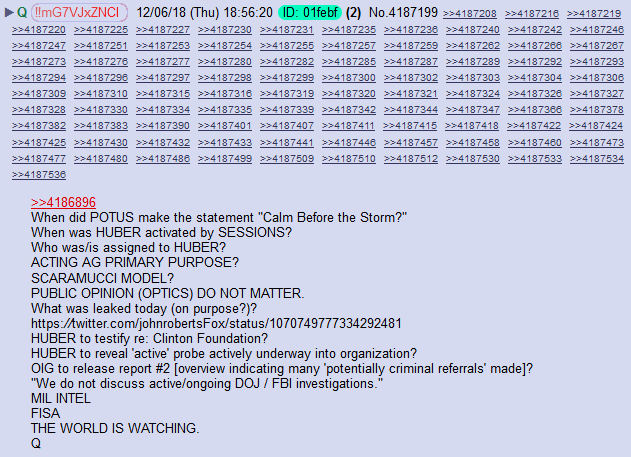 Q !!mG7VJxZNCI 12/06/18 (Thu) 18:56:20 ID: 01febf (2) No.4187199 >>4187208 >>4187216 >>4187219
>>4187220 >>4187225 >>4187227 >>4187230 >>4187231 >>4187235 >>4187236 >>4187240 >>4187242 >>4187246
>>4187247 >>4187251 >>4187253 >>4187254 >>4187255 >>4187257 >>4187259 >>4187262 >>4187266 >>4187267
>>4187273 >>4187276 >>4187277 >>4187280 >>4187282 >>4187285 >>4187287 >>4187289 >>4187292 >>4187293
>>4187294 >>4187296 >>4187297 >>4187298 >>4187299 >>4187300 >>4187302 >>4187303 >>4187304 >>4187306
>>4187309 >>4187310 >>4187315 >>4187316 >>4187319 >>4187320 >>4187321 >>4187324 >>4187326 >>4187327
>>4187328 >>4187330 >>4187334 >>4187335 >>4187339 >>4187342 >>4187344 >>4187347 >>4187366 >>4187378
>>4187382 >>4187383 >>4187390 >>4187401 >>4187407 >>4187411 >>4187415 >>4187418 >>4187422 >>4187424
>>4187425 >>4187430 >>4187432 >>4187433 >>4187441 >>4187446 >>4187457 >>4187458 >>4187460 >>4187473
>>4187477 >>4187480 >>4187486 >>4187499 >>4187509 >>4187510 >>4187512 >>4187530 >>4187533 >>4187534
>>4187536
>>4186896
When did POTUS make the statement "Calm Before the Storm?"
When was HUBER activated by SESSIONS?
Who was/is assigned to HUBER?
ACTING AG PRIMARY PURPOSE?
SCARAMUCCI MODEL?
PUBLIC OPINION (OPTICS) DO NOT MATTER.
What was leaked today (on purpose?)?
https://twitter.com/johnrobertsFox/status/1070749777334292481
HUBER to testify re: Clinton Foundation?
HUBER to reveal 'active' probe actively underway into organization?
OIG to release report #2 [overview indicating many 'potentially criminal referrals' made]?
"We do not discuss active/ongoing DOJ / FBI investigations."
MIL INTEL
FISA
THE WORLD IS WATCHING.
Q